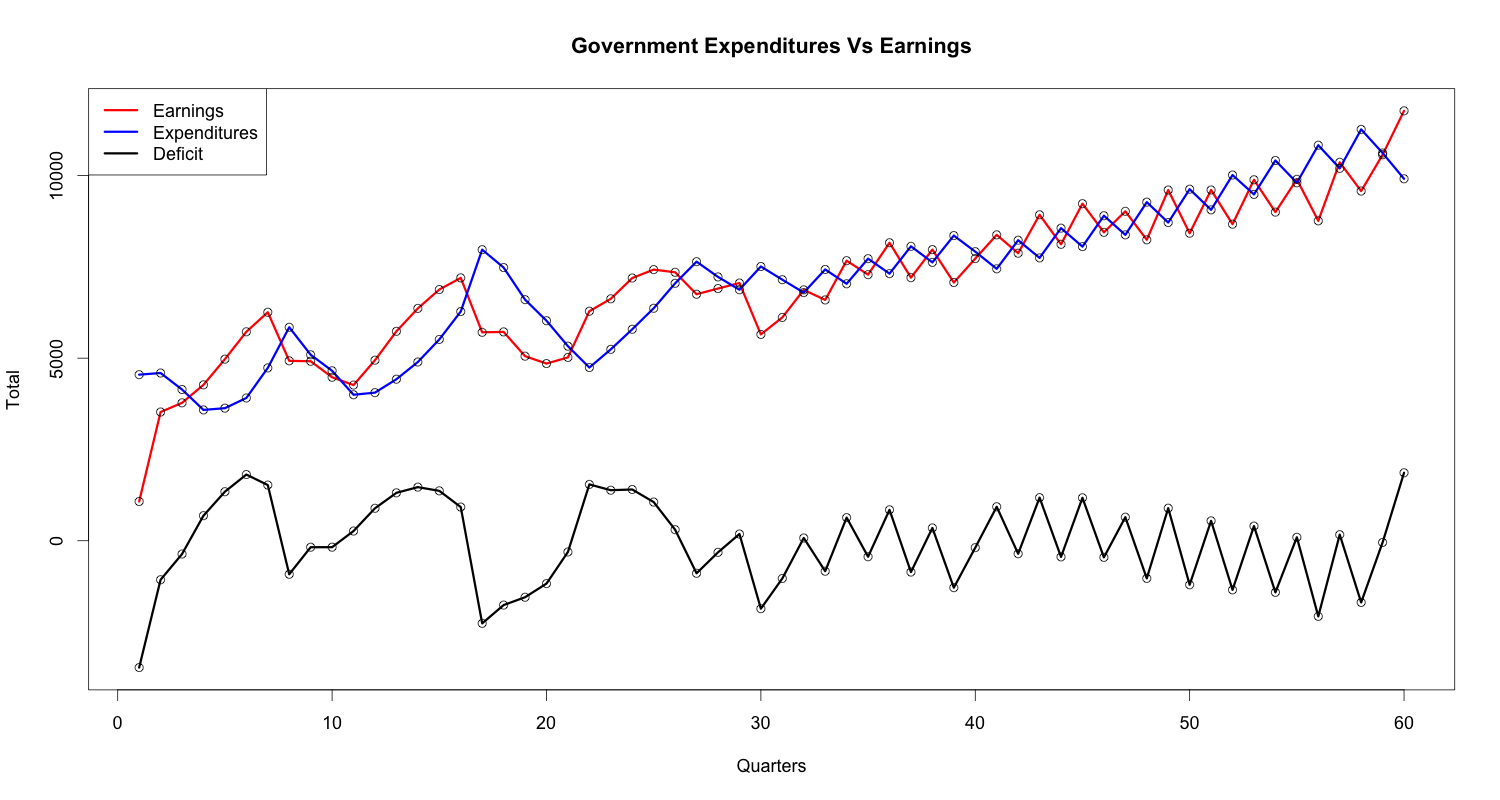 Government Expenditures Vs Earnings
Earnings
Expenditures
Deficit
10000
5000
0
Total
0 10 20 30 40 50 60
Quarters